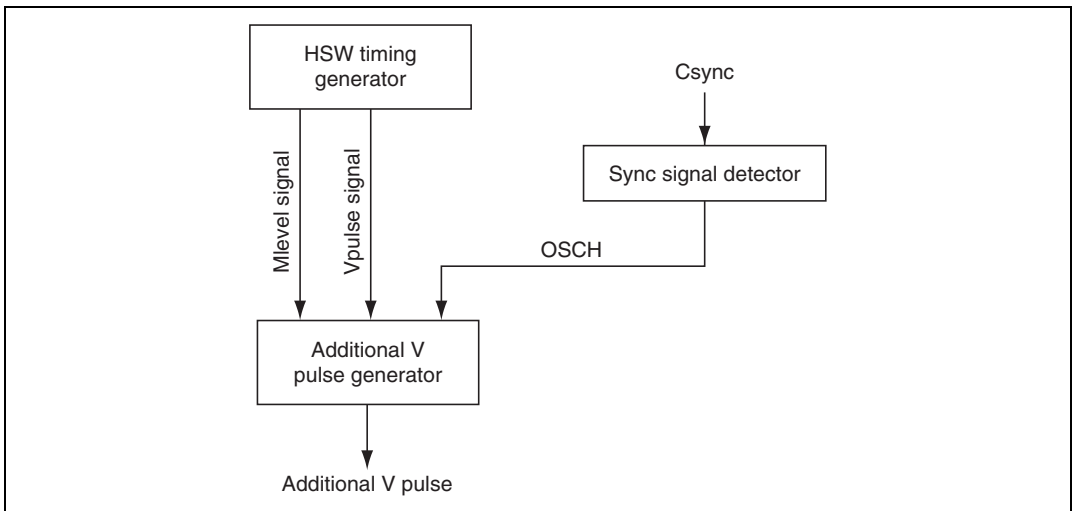 HSW timing
generator
Csync
Sync signal detector
Mlevel signal
Vpulse signal
OSCH
Additional V
pulse generator
Additional V pulse